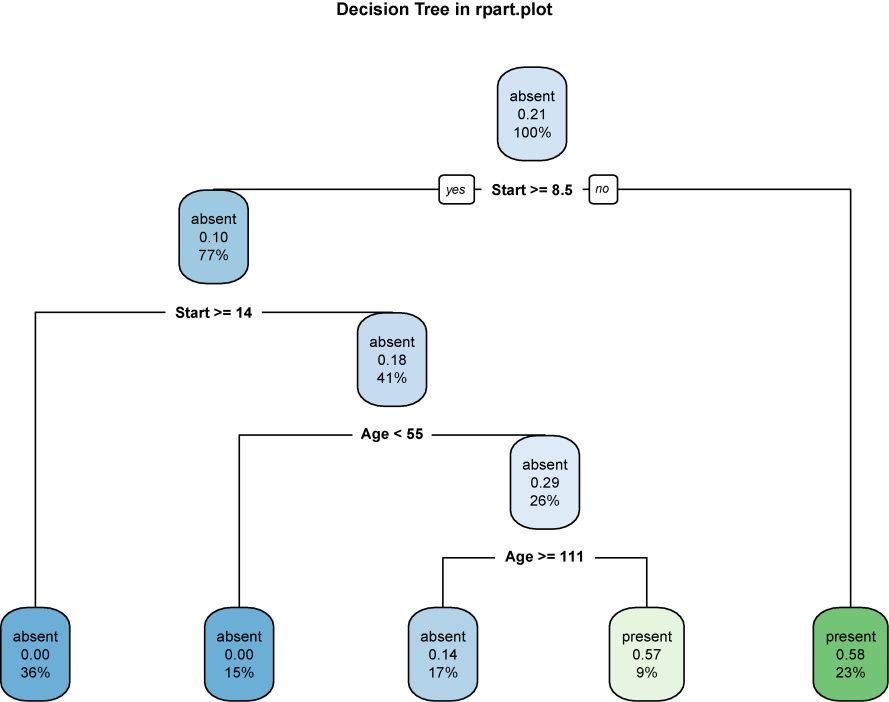 Decision Tree in rpart.plot
absent
0.21
100%
yes
Start >= 8.5
no
absent
0.10
77%
Start >= 14
absent
0.18
41%
Age < 55
absent
0.29
26%
Age >= 111
absent
0.00
36%
absent
0.00
15%
absent
0.14
17%
present
0.57
9%
present
0.58
23%